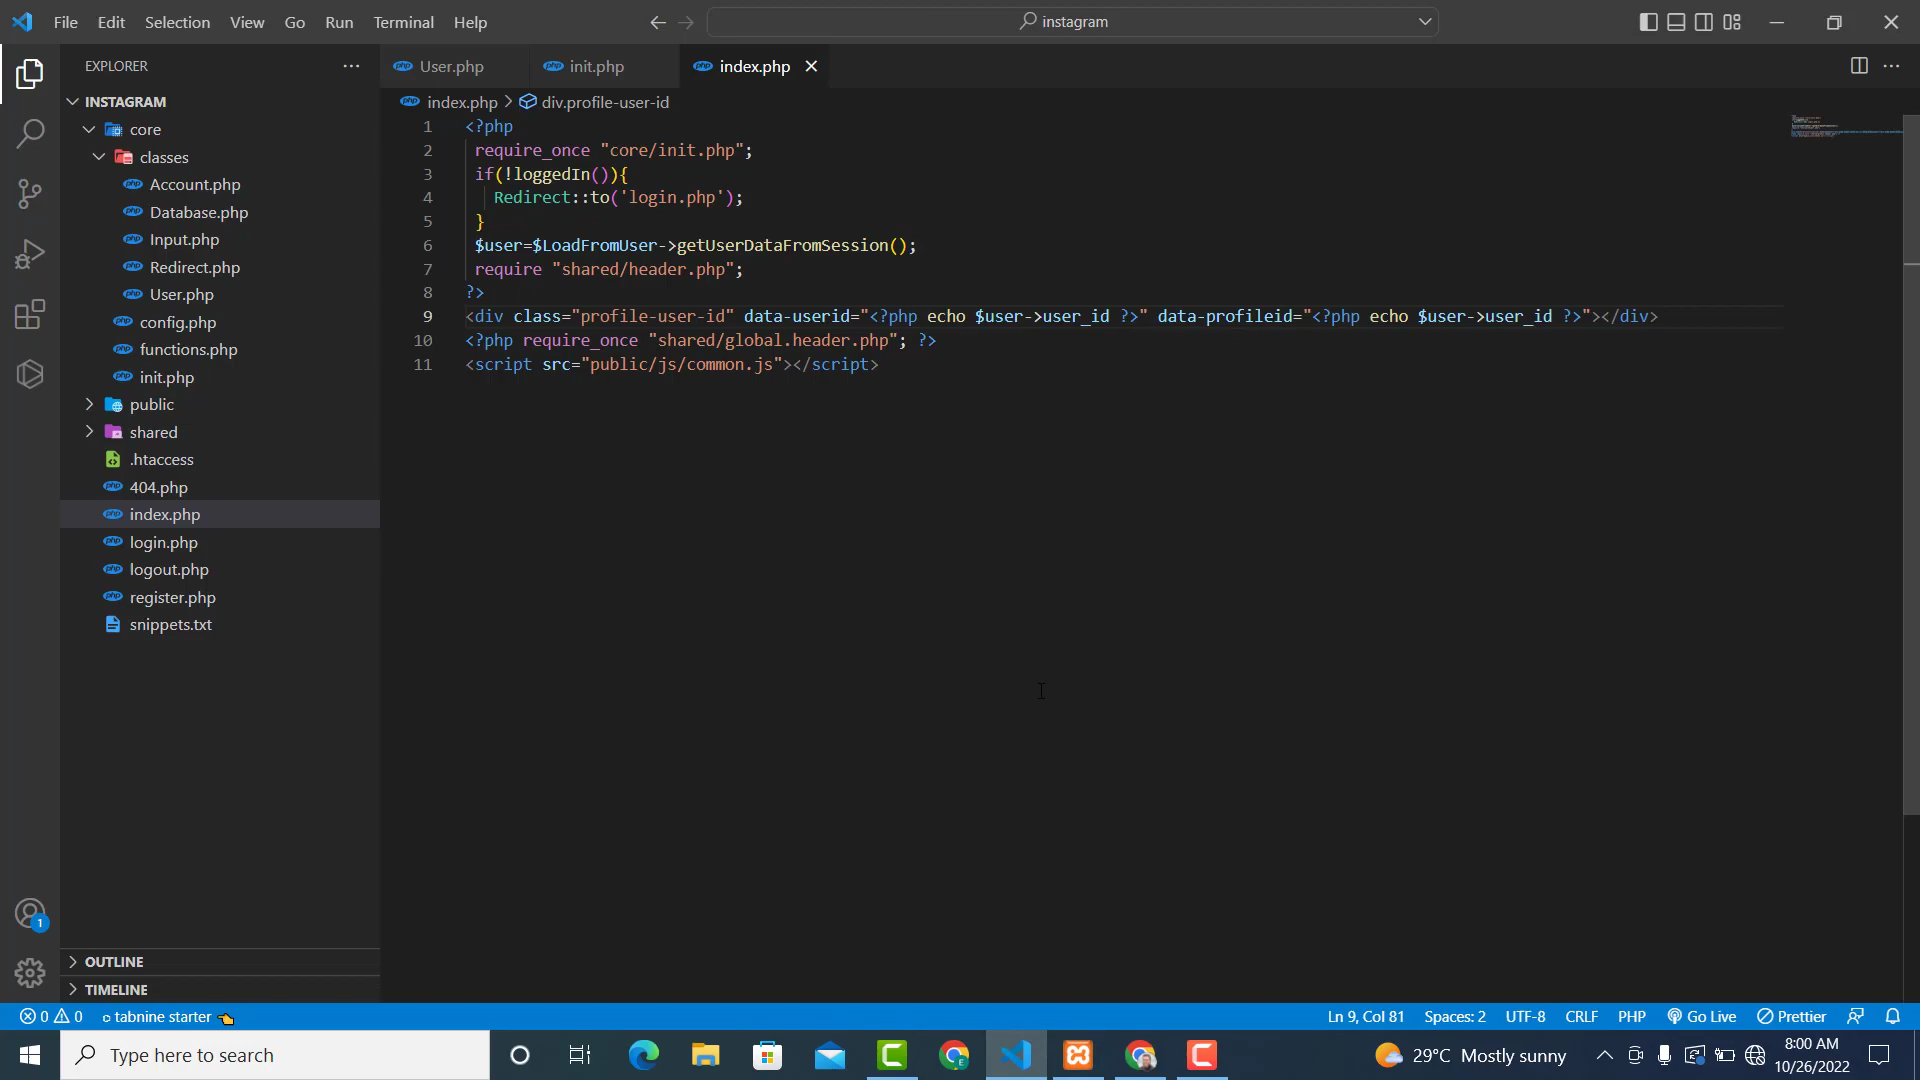 File Edit Selection View Go Run Terminal Help
instagram
EXPLORER
User.php
init.php
index.php
INSTAGRAM
index.php > div.profile-user-id
core
classes
Account.php
Database.php
Input.php
Redirect.php
User.php
config.php
functions.php
init.php
public
shared
.htaccess
404.php
index.php
login.php
logout.php
register.php
snippets.txt
OUTLINE
TIMELINE
1 <?php
2 require_once "core/init.php";
3 if(!loggedIn()){
4 Redirect::to('login.php');
5 }
6 $user=$LoadFromUser->getUserDataFromSession();
7 require "shared/header.php";
8 ?>
9 <div class="profile-user-id" data-userid="<?php echo $user->user_id ?>" data-profileid="<?php echo $user->user_id ?>"></div>
10 <?php require_once "shared/global.header.php"; ?>
11 <script src="public/js/common.js"></script>
1
0 0 tabnine starter
Ln 9, Col 81 Spaces: 2 UTF-8 CRLF PHP Go Live Prettier
Type here to search
29°C Mostly sunny
8:00 AM
10/26/2022